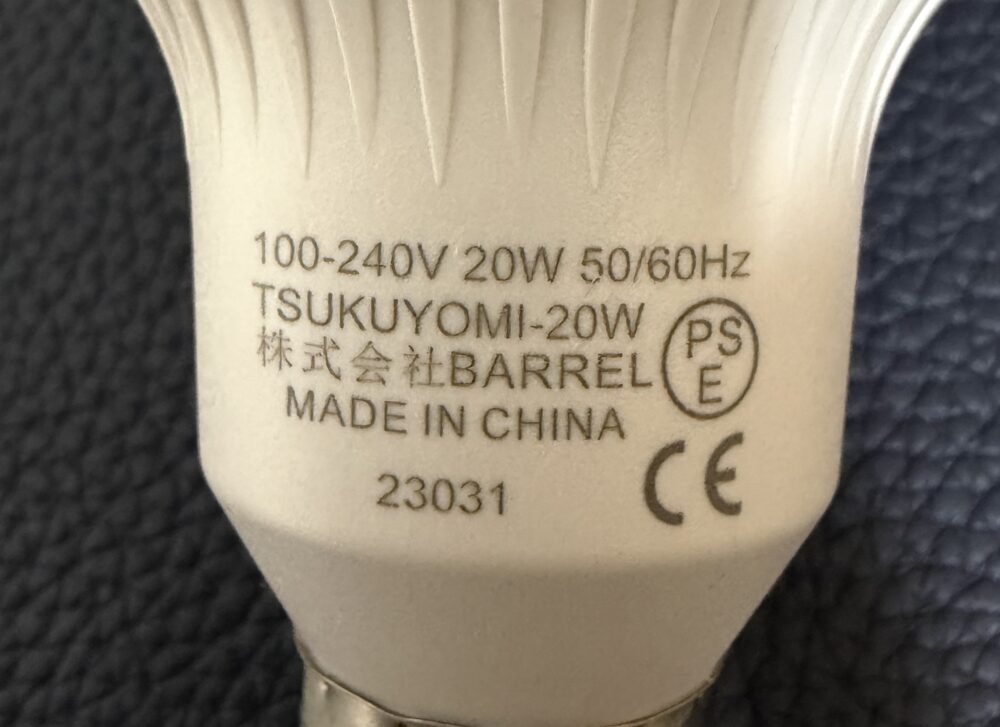 100-240V 20W 50/60Hz
TSUKUYOMI-20W
株式会社BARREL
PS
E
MADE IN CHINA
CE
23031